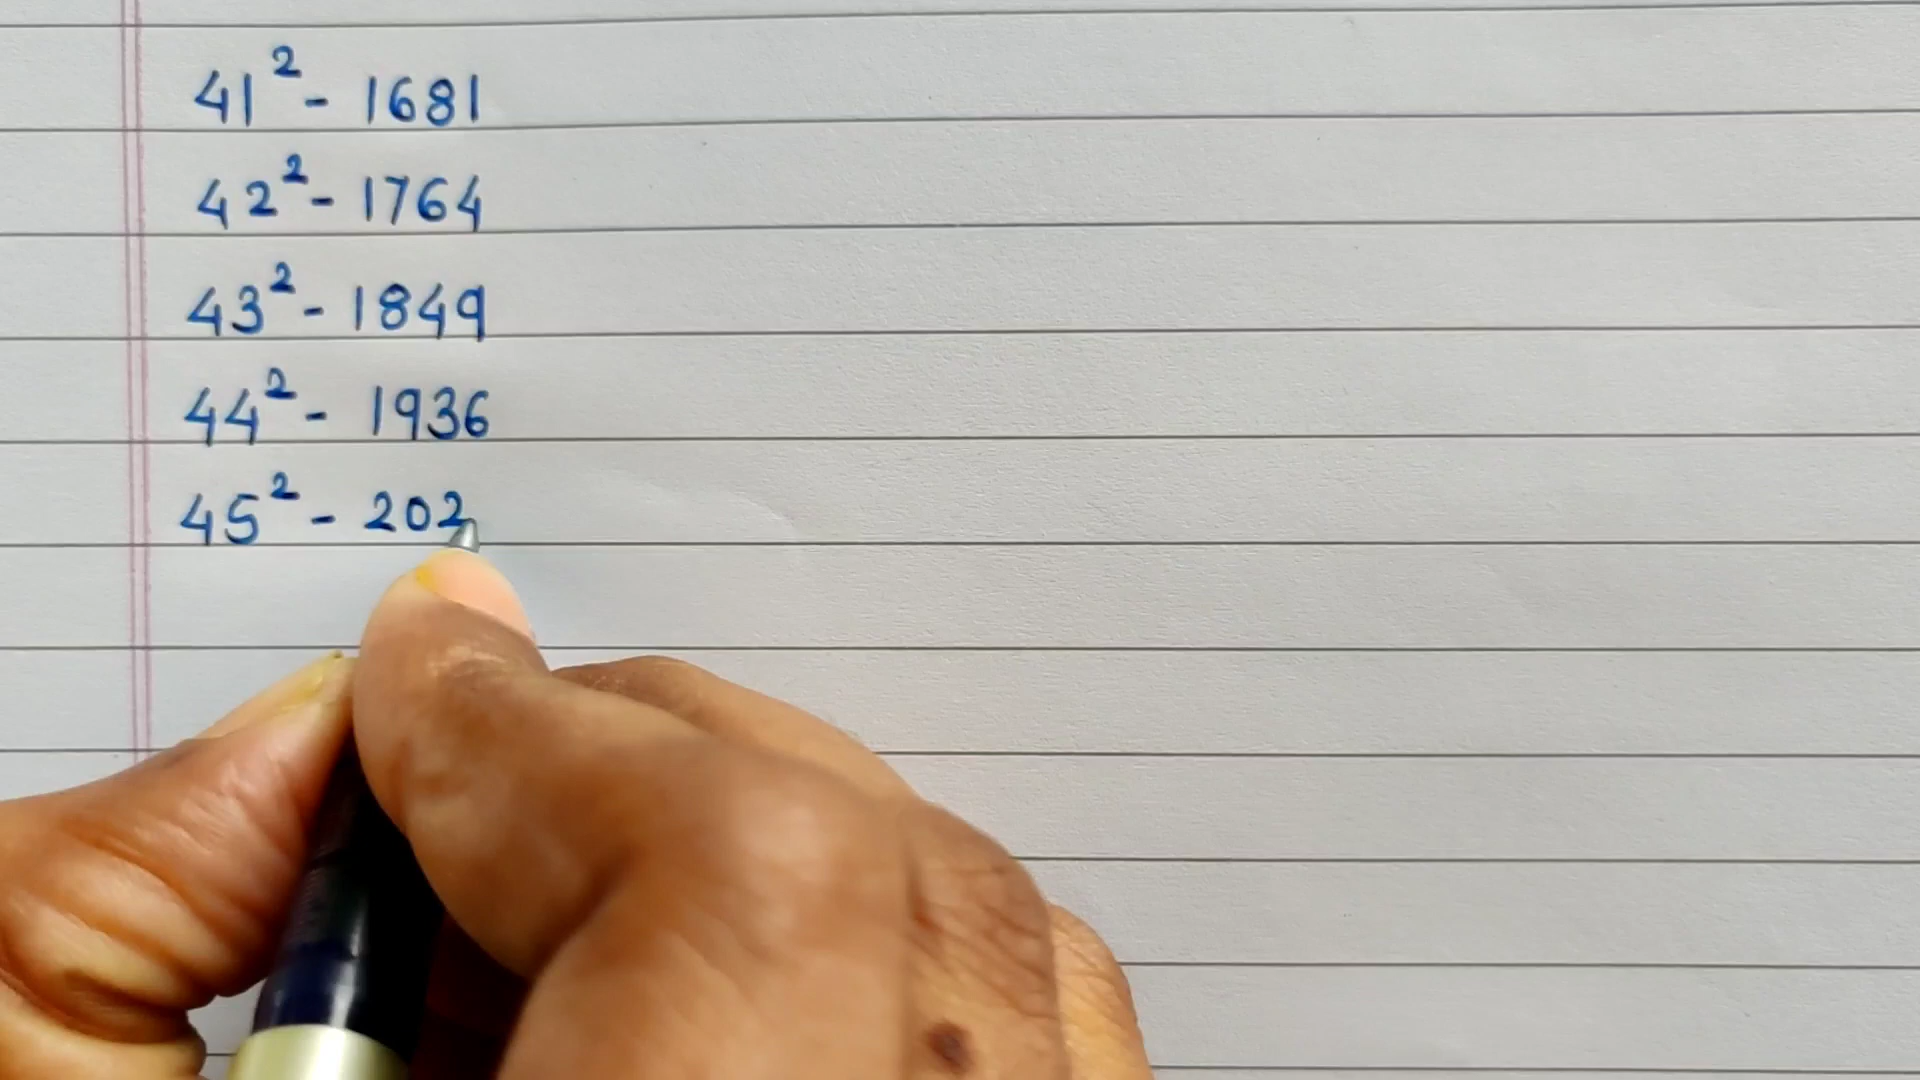 41² - 1681
42² - 1764
43² - 1849
44² - 1936
45² - 202